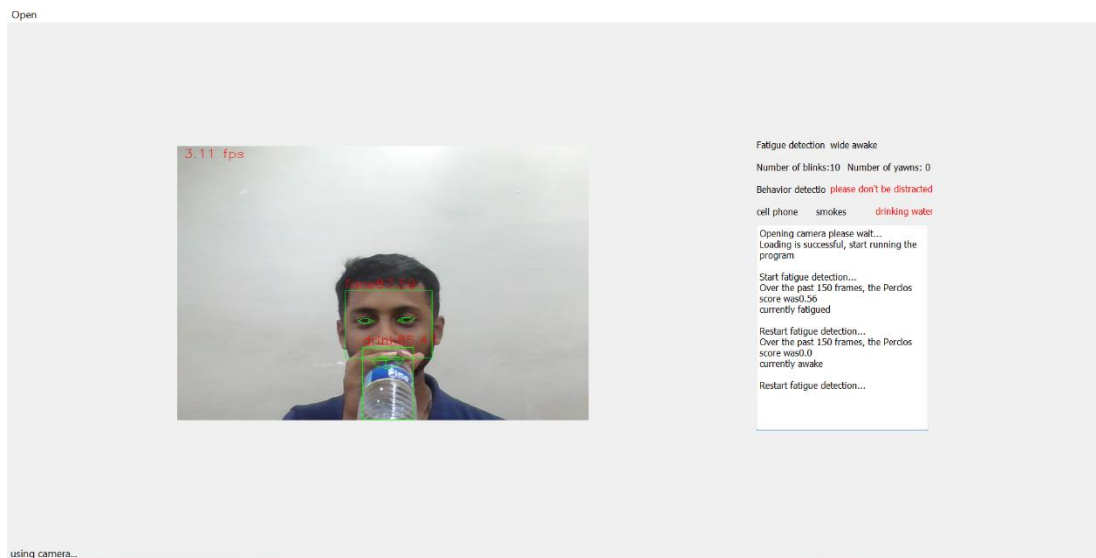 Open
3.11 fps
Fatigue detection wide awake
Number of blinks:10 Number of yawns: 0
Behavior detectio please don't be distracted
cell phone smokes drinking water
Opening camera please wait...
Loading is successful, start running the
program
Start fatigue detection...
Over the past 150 frames, the Perclos
score was0.56
currently fatigued
Restart fatigue detection...
Over the past 150 frames, the Perclos
score was0.0
currently awake
Restart fatigue detection...
using camera...